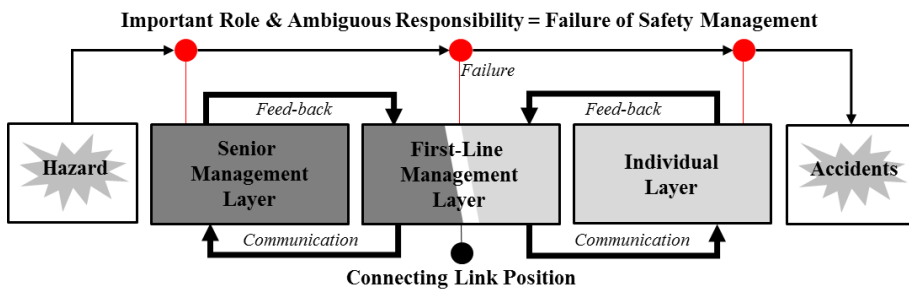 Important Role & Ambiguous Responsibility = Failure of Safety Management
Failure
Feed-back
Feed-back
Hazard
Senior
Management
Layer
First-Line
Management
Layer
Individual
Layer
Accidents
Communication
Communication
Connecting Link Position